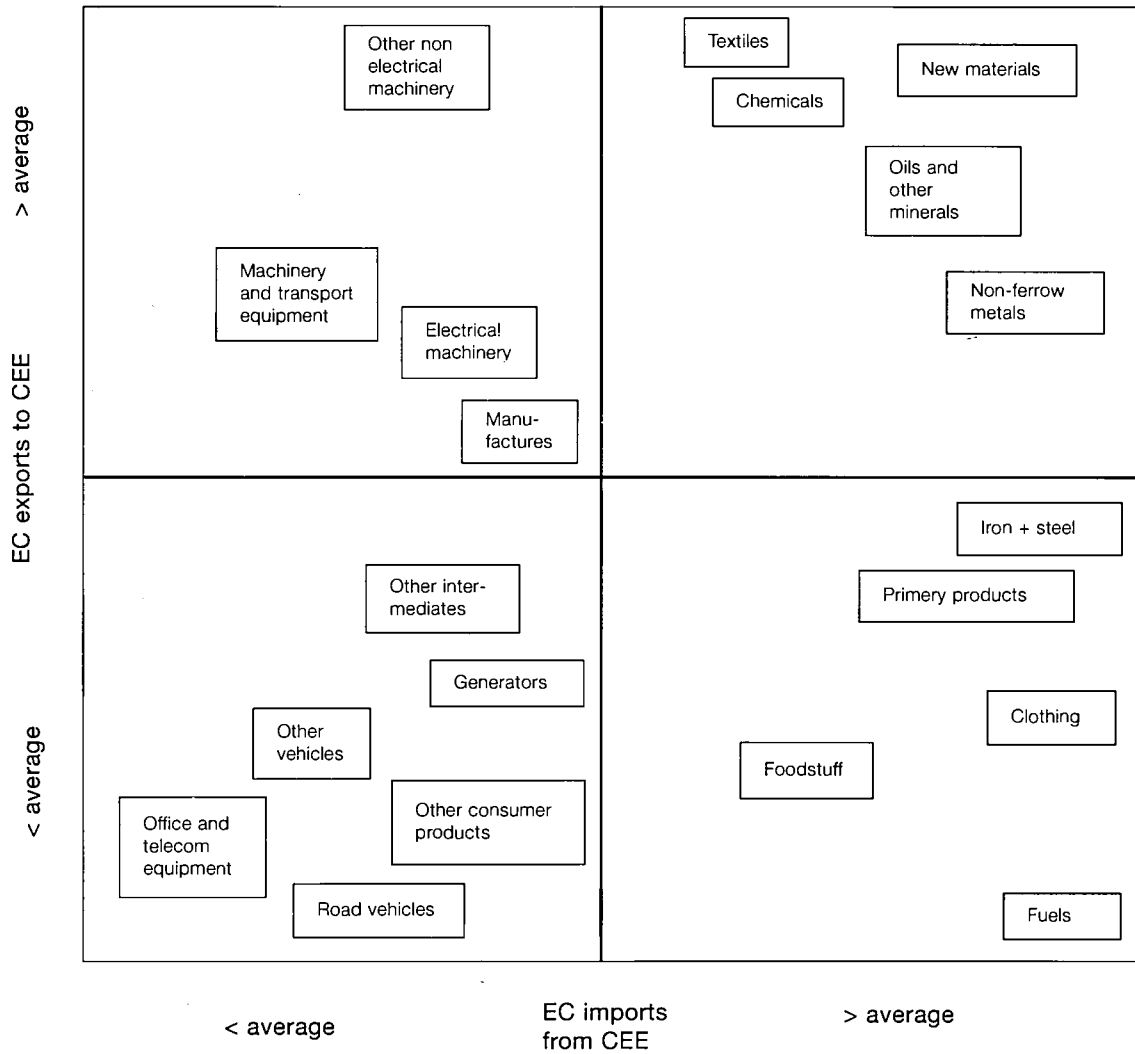 Other non
electrical
machinery
Machinery
and transport
equipment
Electrical
machinery
Manu-
factures
Textiles
Chemicals
New materials
Oils and
other
minerals
Non-ferrow
metals
Other inter-
mediates
Generators
Other
vehicles
Other consumer
products
Office and
telecom
equipment
Road vehicles
Iron + steel
Primery products
Clothing
Foodstuff
Fuels
> average
EC exports to CEE
< average
< average
EC imports
from CEE
> average